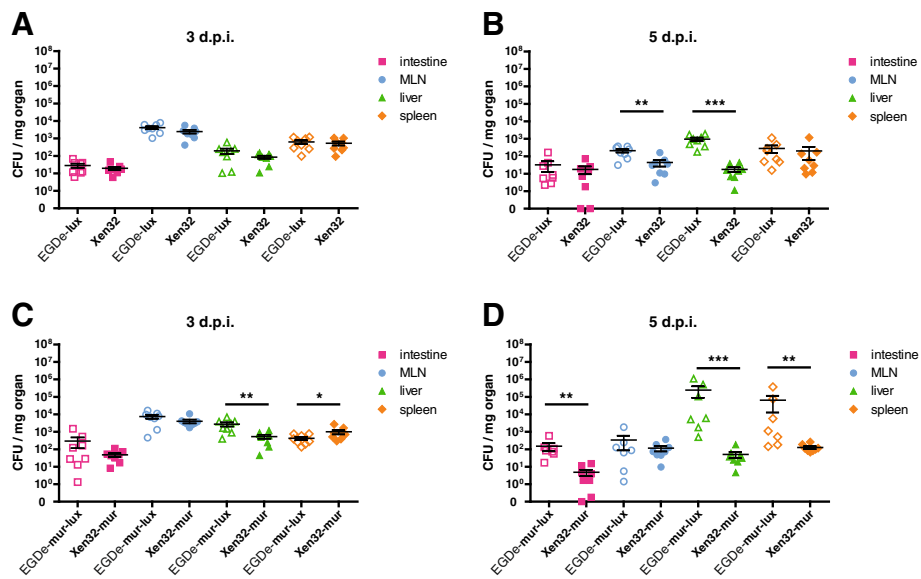 A
3 d.p.i.
CFU / mg organ
10⁸
10⁷
10⁶
10⁵
10⁴
10³
10²
10¹
10⁰
0
EGDe-lux
Xen32
EGDe-lux
Xen32
EGDe-lux
Xen32
EGDe-lux
Xen32
intestine
MLN
liver
spleen
B
5 d.p.i.
CFU / mg organ
10⁸
10⁷
10⁶
10⁵
10⁴
10³
10²
10¹
10⁰
0
**
***
EGDe-lux
Xen32
EGDe-lux
Xen32
EGDe-lux
Xen32
EGDe-lux
Xen32
intestine
MLN
liver
spleen
C
3 d.p.i.
CFU / mg organ
10⁸
10⁷
10⁶
10⁵
10⁴
10³
10²
10¹
10⁰
0
**
*
EGDe-mur-lux
Xen32-mur
EGDe-mur-lux
Xen32-mur
EGDe-mur-lux
Xen32-mur
EGDe-mur-lux
Xen32-mur
intestine
MLN
liver
spleen
D
5 d.p.i.
CFU / mg organ
10⁸
10⁷
10⁶
10⁵
10⁴
10³
10²
10¹
10⁰
0
**
***
**
EGDe-mur-lux
Xen32-mur
EGDe-mur-lux
Xen32-mur
EGDe-mur-lux
Xen32-mur
EGDe-mur-lux
Xen32-mur
intestine
MLN
liver
spleen